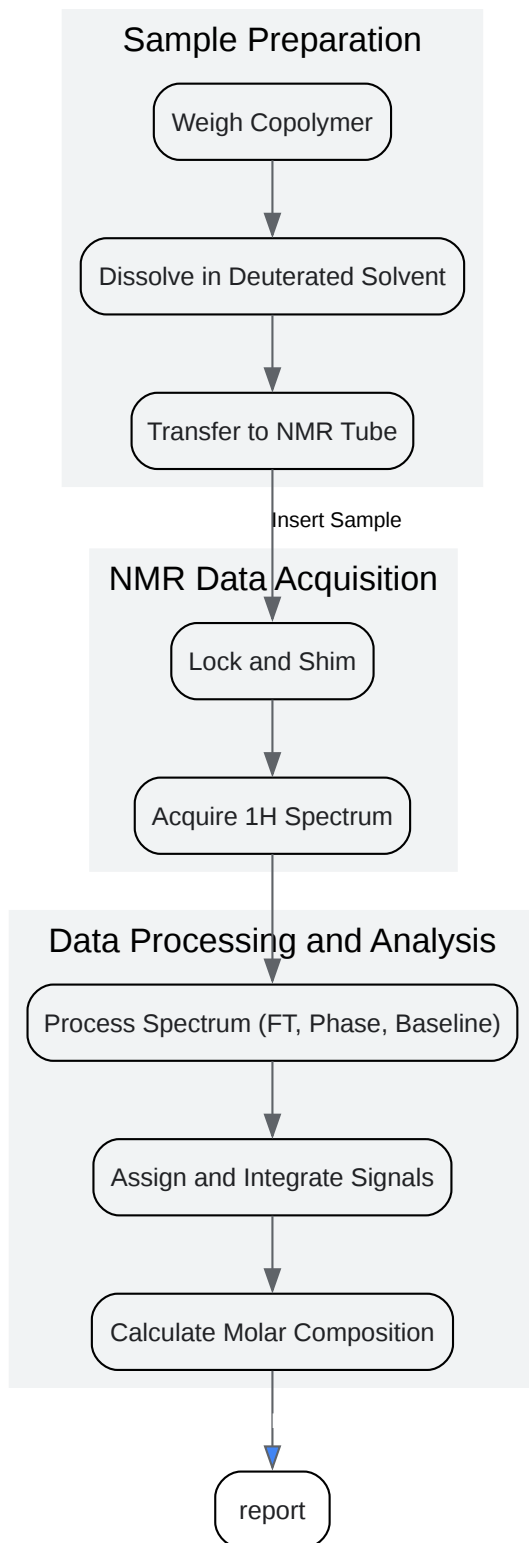 Sample Preparation
Weigh Copolymer
Dissolve in Deuterated Solvent
Transfer to NMR Tube
Insert Sample
NMR Data Acquisition
Lock and Shim
Acquire 1H Spectrum
Data Processing and Analysis
Process Spectrum (FT, Phase, Baseline)
Assign and Integrate Signals
Calculate Molar Composition
report